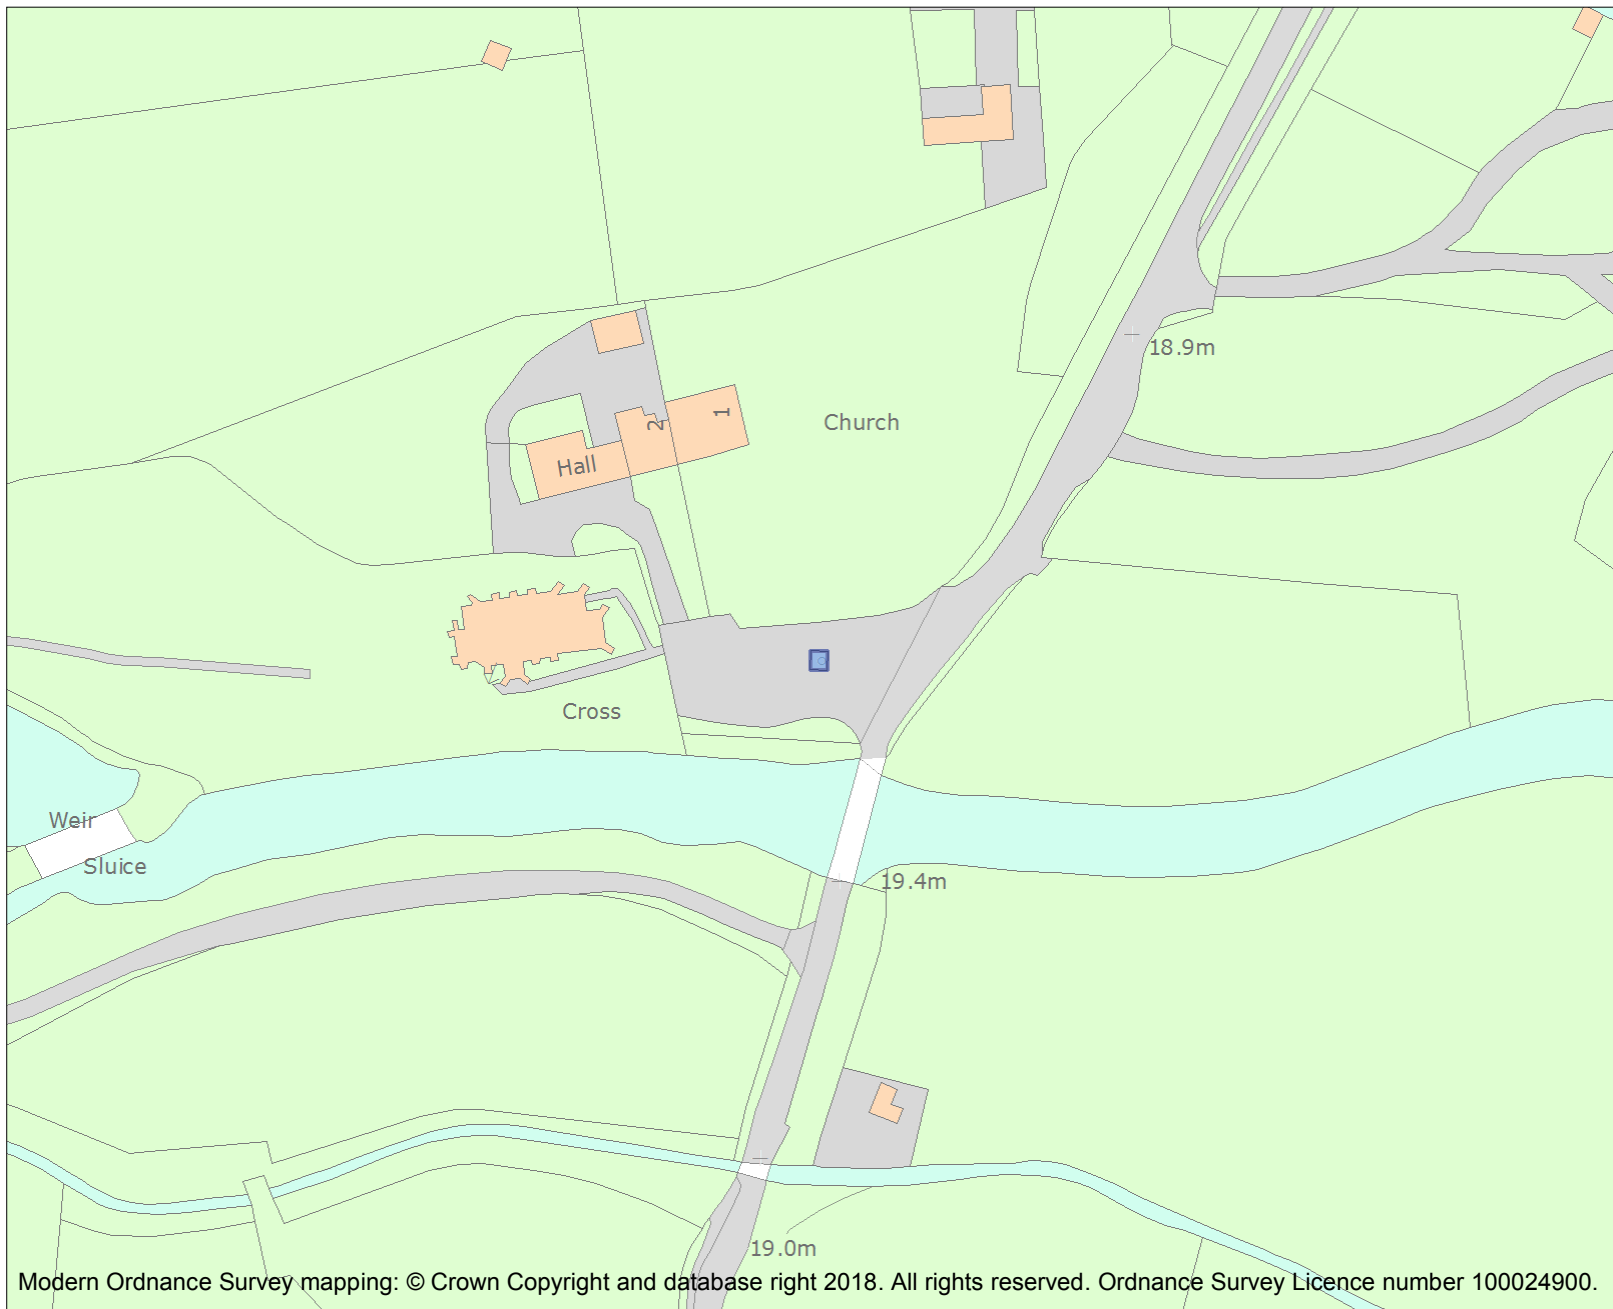 18.9m
1
2
Church
Hall
Cross
Weir
Sluice
19.4m
19.0m
Modern Ordnance Survey mapping: © Crown Copyright and database right 2018. All rights reserved. Ordnance Survey Licence number 100024900.